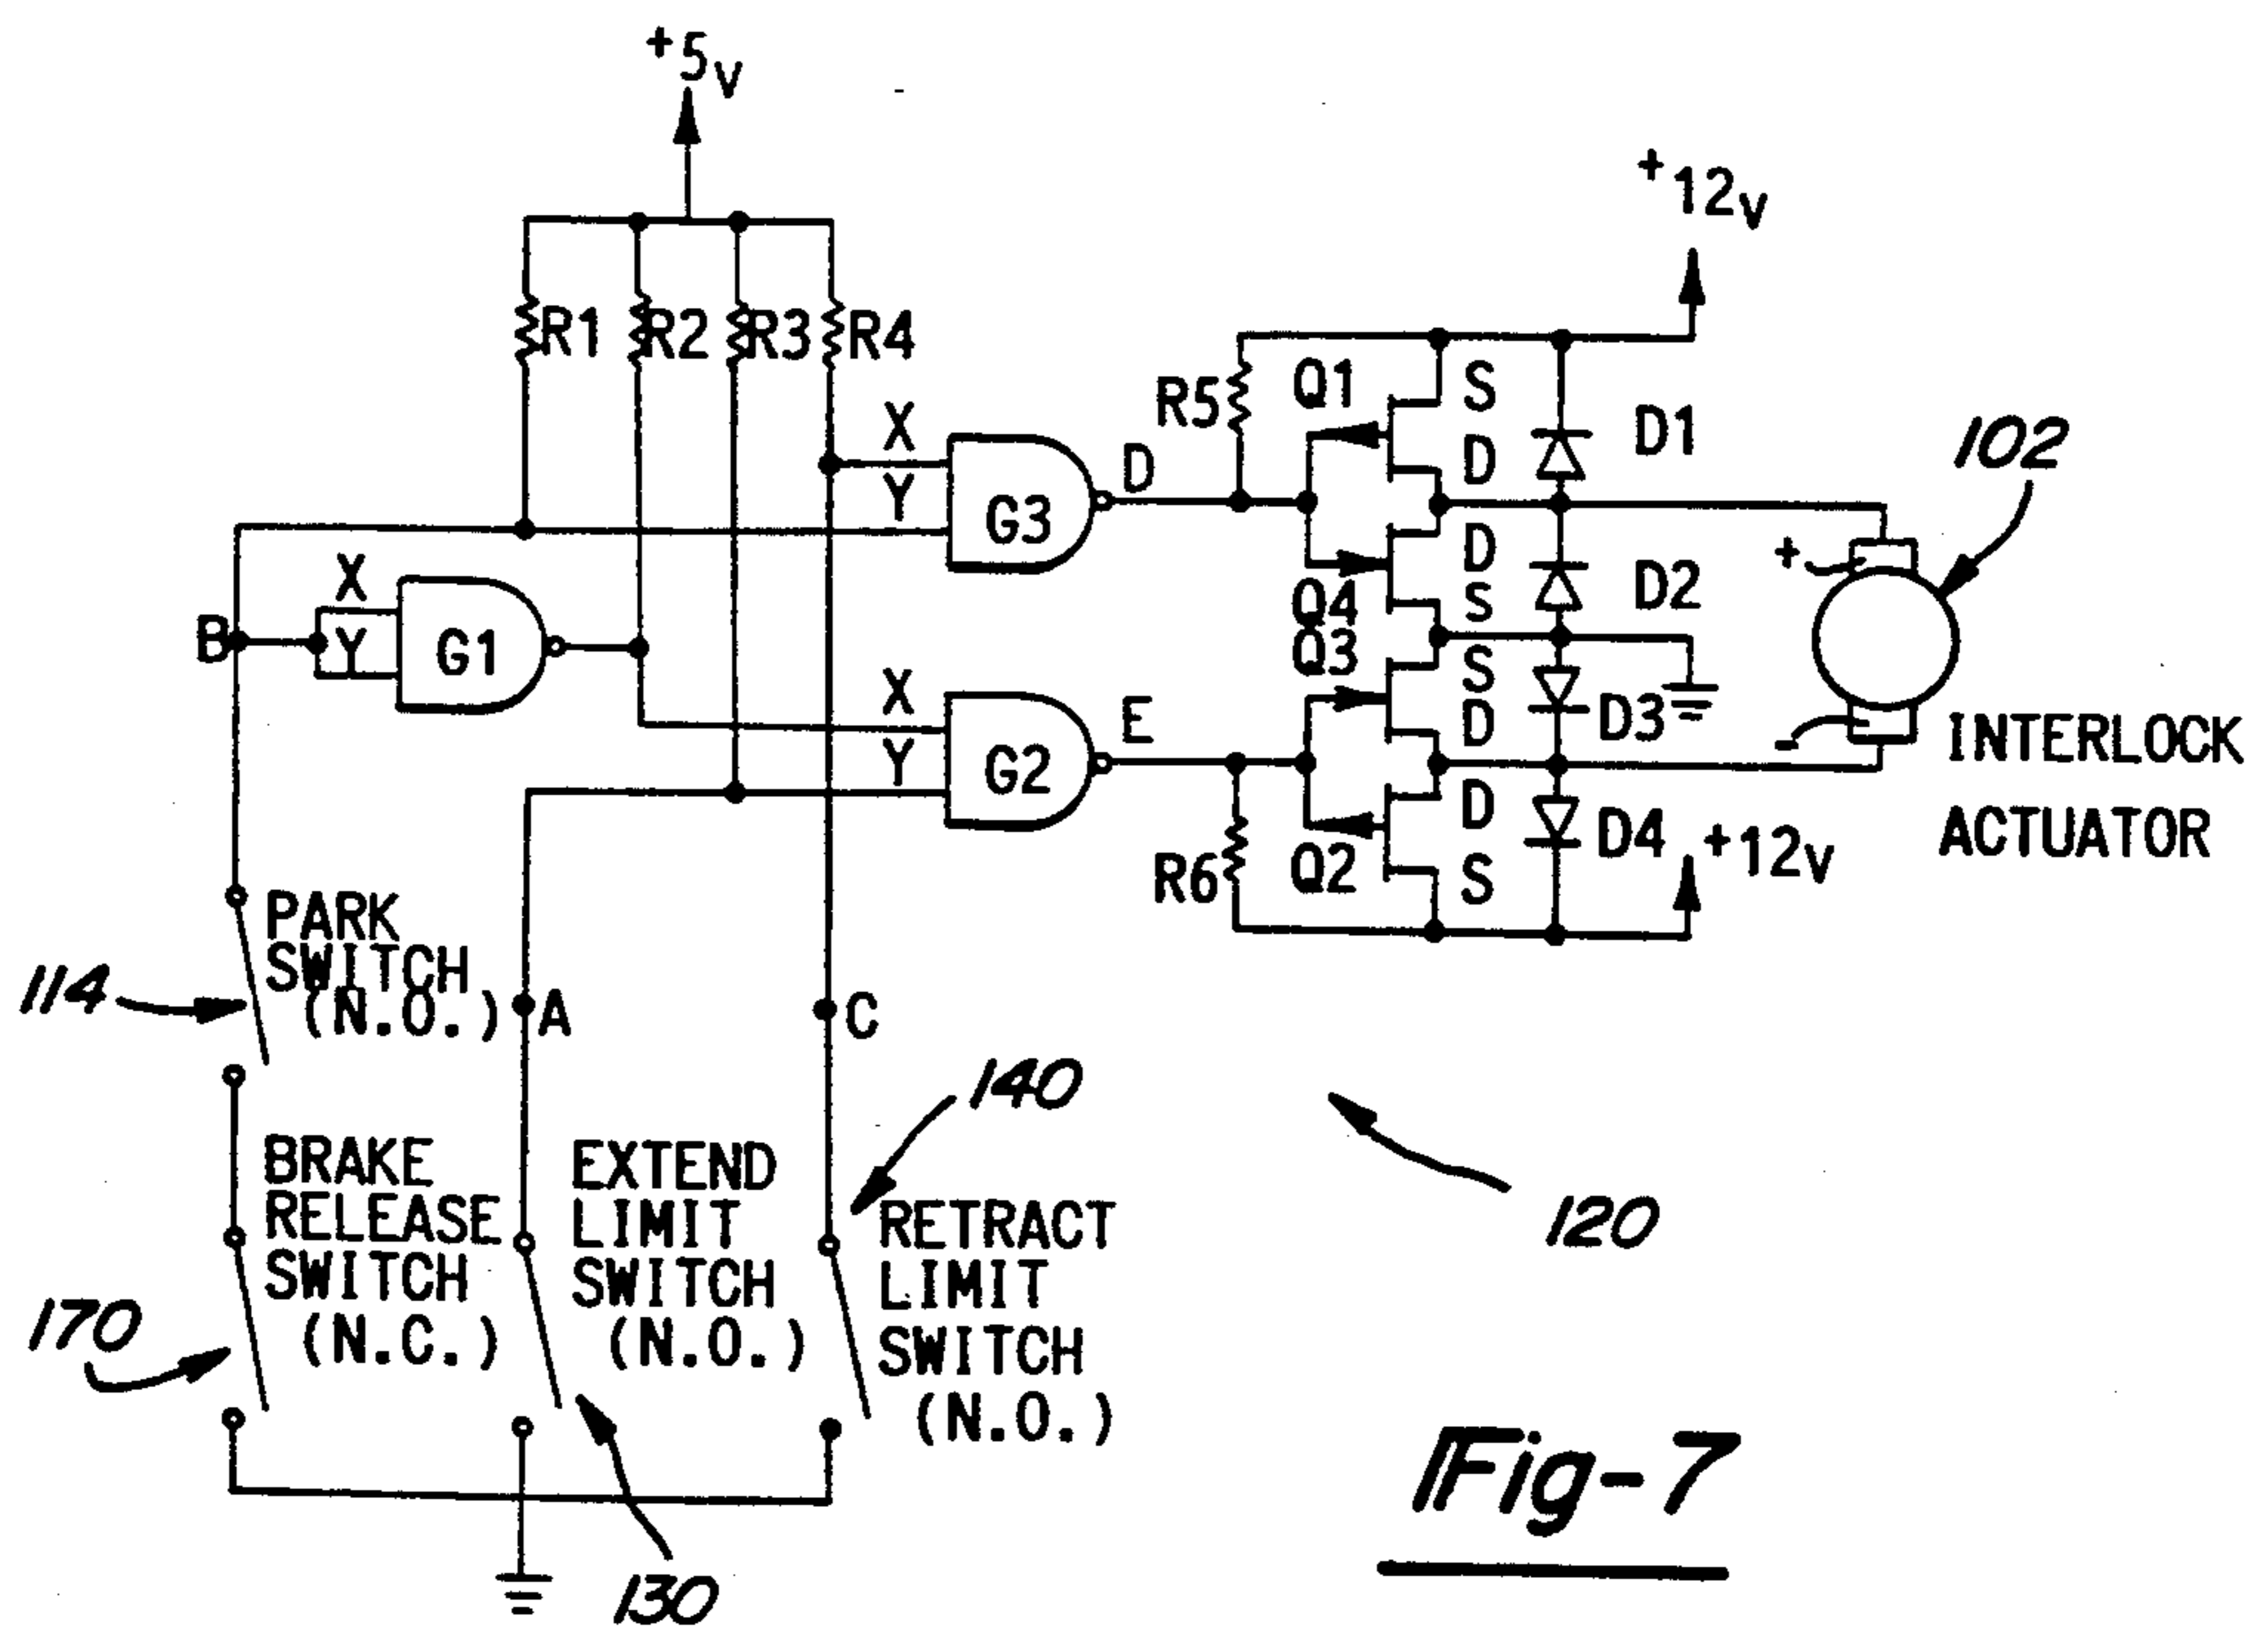 +5V
+12V
R1 R2 R3 R4
X
Y
G3
D
R5
Q1
S
D
D1
102
B
X
Y
G1
Q4
D
S
D2
+
Q3
S
D
D3
-
X
Y
G2
E
R6
Q2
D
S
D4
+12V
INTERLOCK
ACTUATOR
114
PARK
SWITCH
(N.O.)
A
C
140
120
170
BRAKE
RELEASE
SWITCH
(N.C.)
EXTEND
LIMIT
SWITCH
(N.O.)
130
RETRACT
LIMIT
SWITCH
(N.O.)
Fig-7